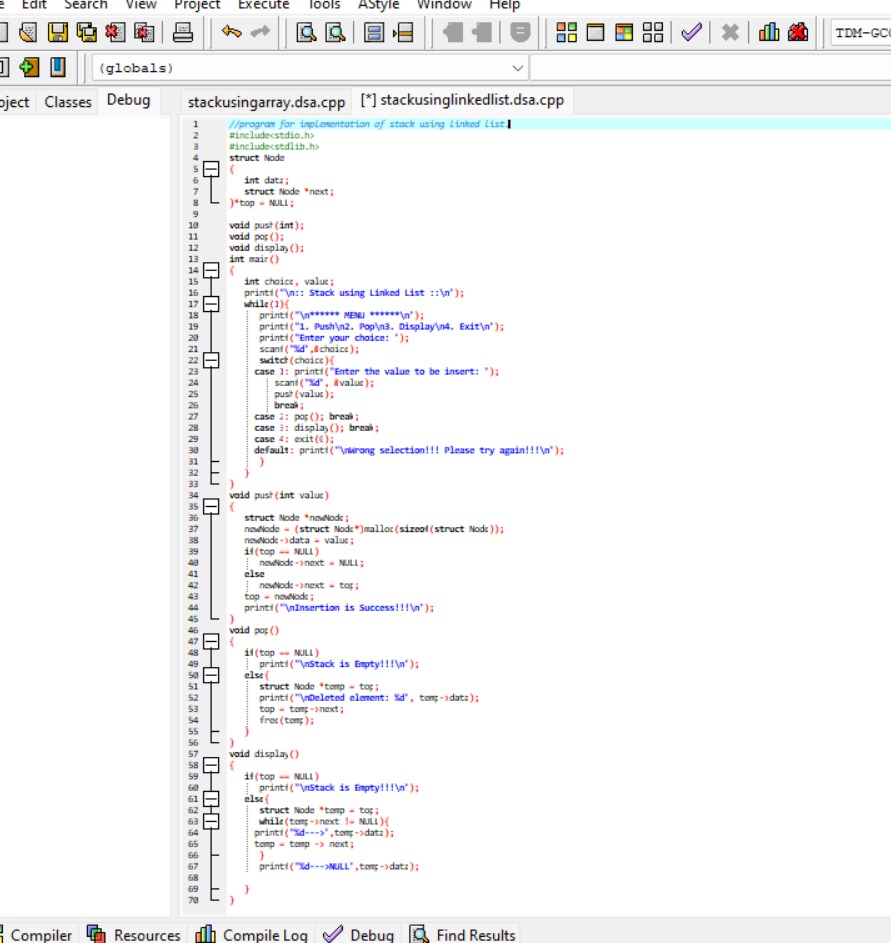 Edit Search View Project Execute Tools AStyle Window Help
TDM-GCC
(globals)
oject Classes Debug stackusingarray.dsa.cpp [*] stackusinglinkedlist.dsa.cpp
1 //program for implementation of stack using linked list.
2 #include<stdio.h>
3 #include<stdlib.h>
4 struct Node
5 {
6 int data;
7 struct Node *next;
8 }*top = NULL;
9
10 void push(int);
11 void pop();
12 void display();
13 int main()
14 {
15 int choice, value;
16 printf("\n:: Stack using Linked List ::\n");
17 while(1){
18 printf("\n****** MENU ******\n");
19 printf("1. Push\n2. Pop\n3. Display\n4. Exit\n");
20 printf("Enter your choice: ");
21 scanf("%d",&choice);
22 switch(choice){
23 case 1: printf("Enter the value to be insert: ");
24 scanf("%d", &value);
25 push(value);
26 break;
27 case 2: pop(); break;
28 case 3: display(); break;
29 case 4: exit(0);
30 default: printf("\nWrong selection!!! Please try again!!!\n");
31 }
32 }
33 }
34 void push(int value)
35 {
36 struct Node *newNode;
37 newNode = (struct Node*)malloc(sizeof(struct Node));
38 newNode->data = value;
39 if(top == NULL)
40 newNode->next = NULL;
41 else
42 newNode->next = top;
43 top = newNode;
44 printf("\nInsertion is Success!!!\n");
45 }
46 void pop()
47 {
48 if(top == NULL)
49 printf("\nStack is Empty!!!\n");
50 else{
51 struct Node *temp = top;
52 printf("\nDeleted element: %d", temp->data);
53 top = temp->next;
54 free(temp);
55 }
56 }
57 void display()
58 {
59 if(top == NULL)
60 printf("\nStack is Empty!!!\n");
61 else{
62 struct Node *temp = top;
63 while(temp->next != NULL){
64 printf("%d--->",temp->data);
65 temp = temp -> next;
66 }
67 printf("%d--->NULL",temp->data);
68
69 }
70 }
Compiler Resources Compile Log Debug Find Results